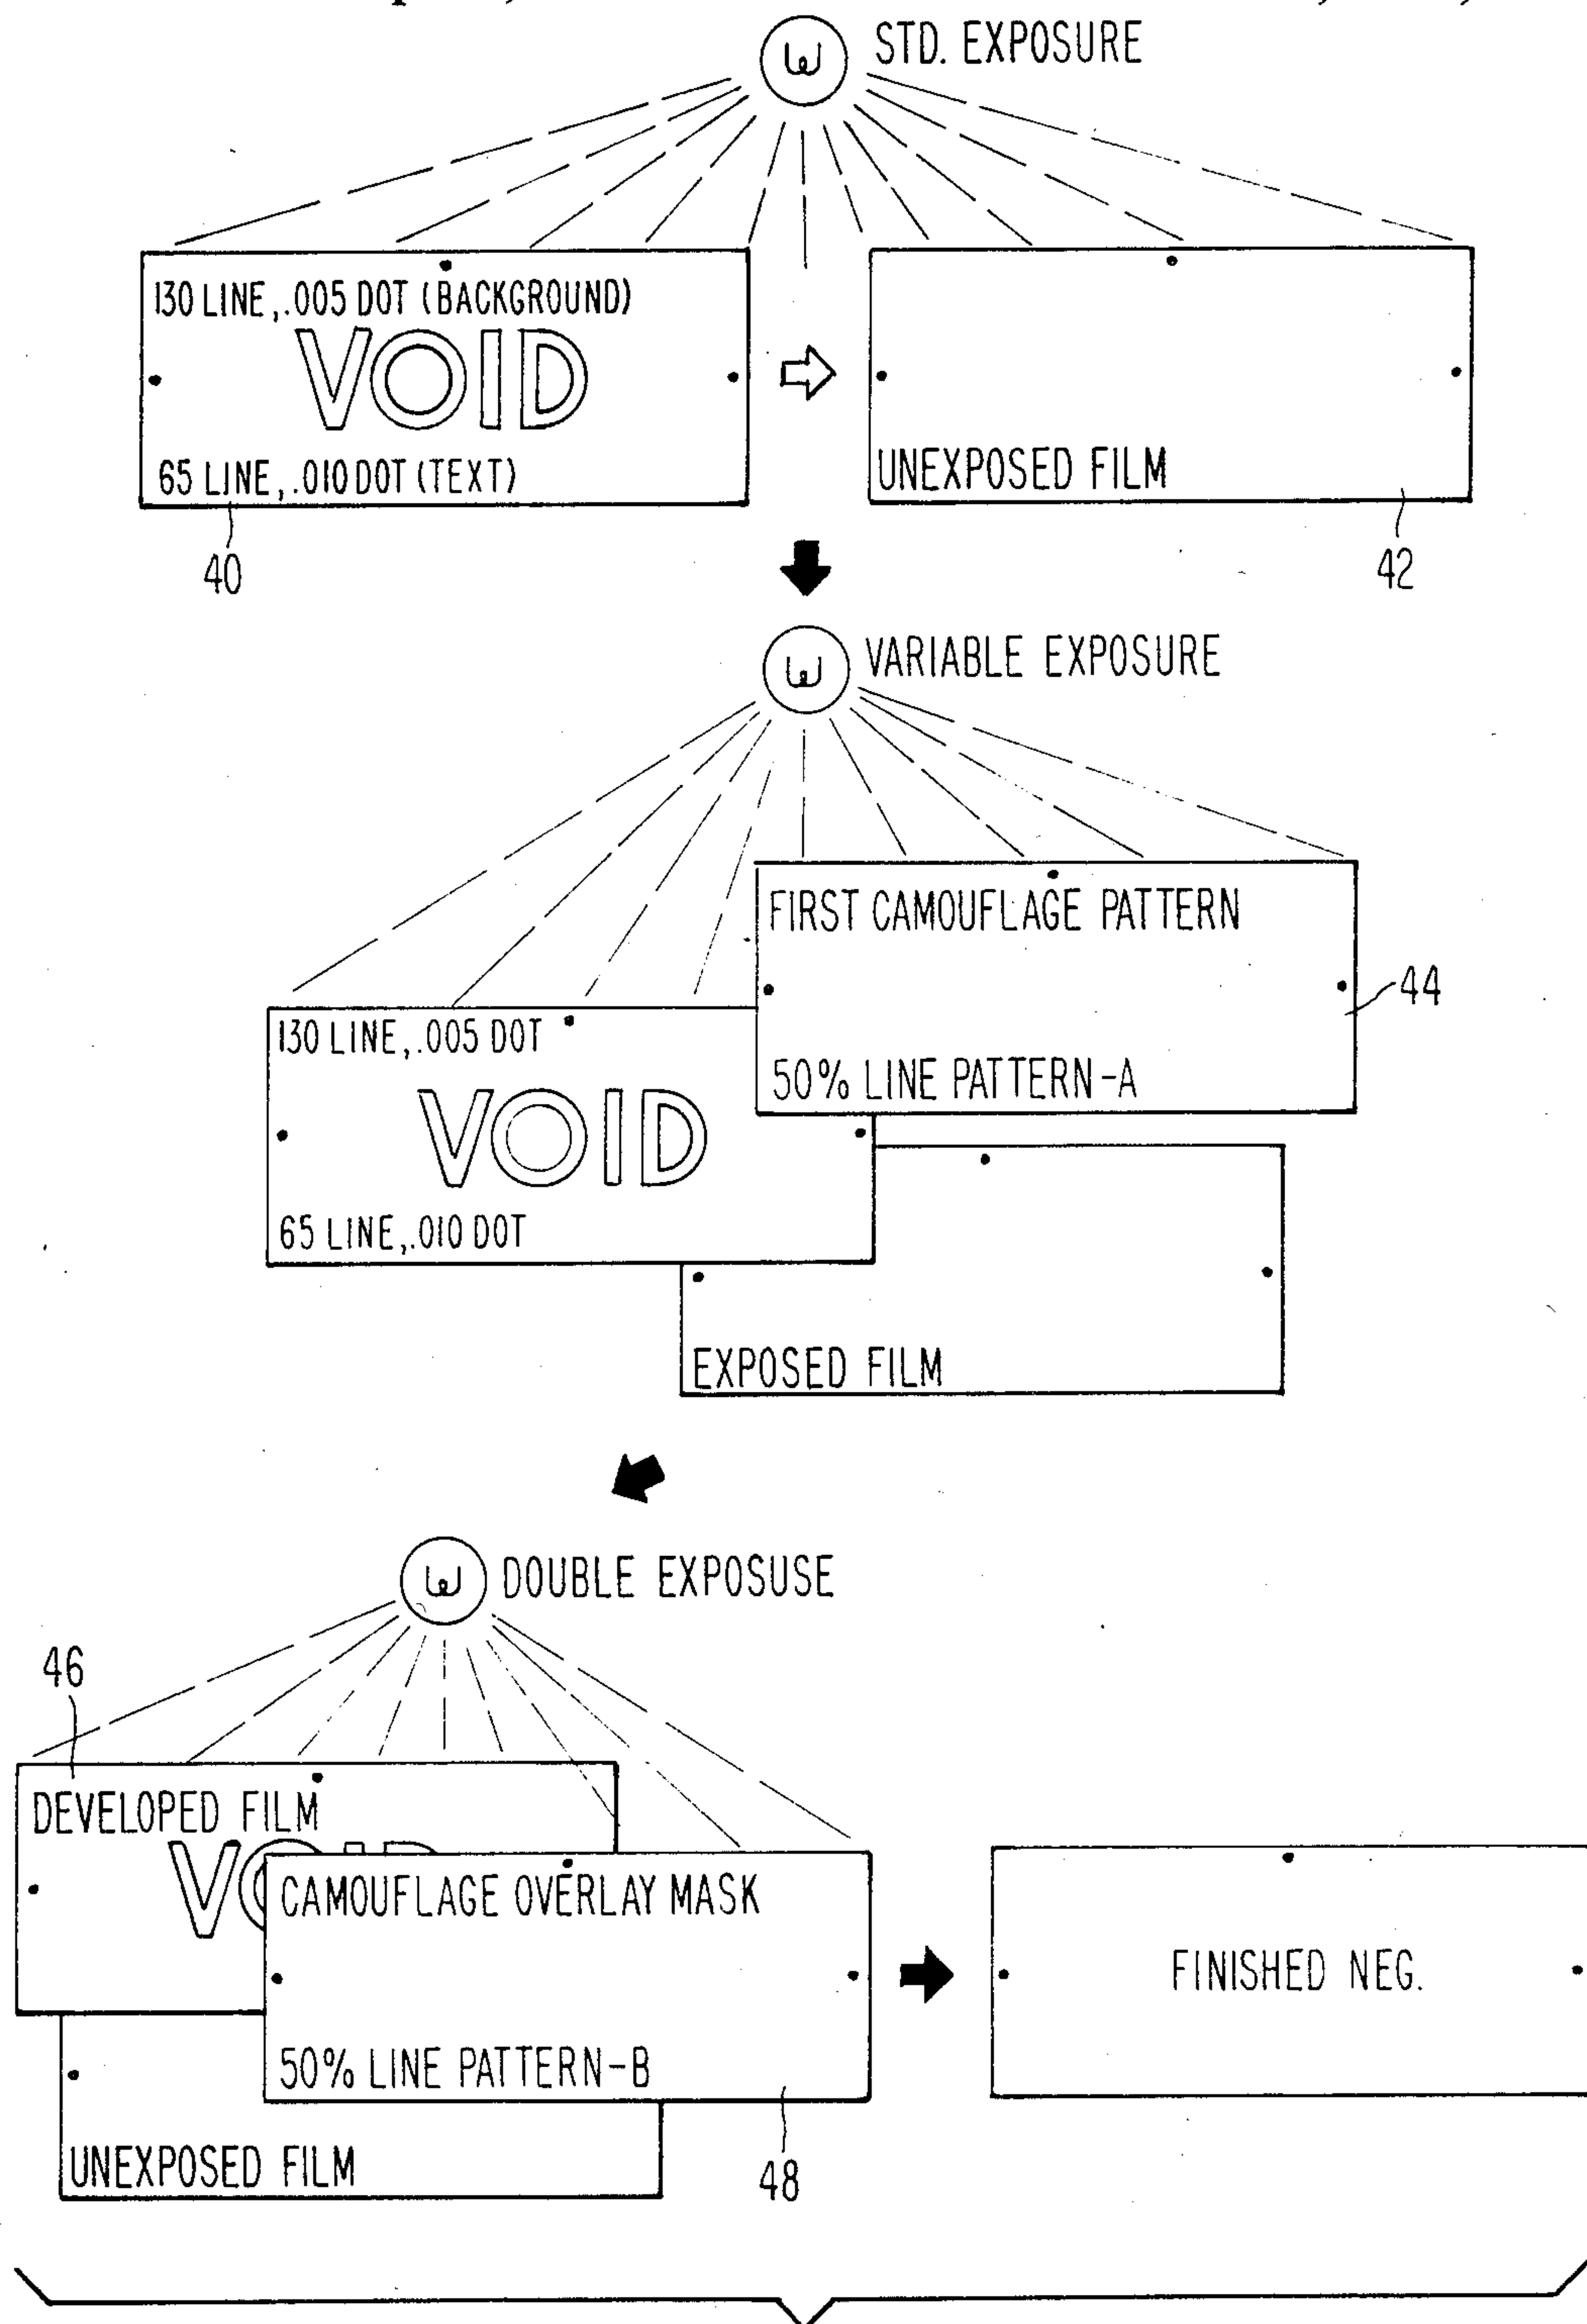 STD. EXPOSURE
130 LINE,.005 DOT (BACKGROUND)
VOID
65 LINE,.010 DOT (TEXT)
UNEXPOSED FILM
40
42
VARIABLE EXPOSURE
FIRST CAMOUFLAGE PATTERN
44
130 LINE,.005 DOT
50% LINE PATTERN-A
VOID
65 LINE,.010 DOT
EXPOSED FILM
DOUBLE EXPOSUSE
46
DEVELOPED FILM
VOID
CAMOUFLAGE OVERLAY MASK
FINISHED NEG.
50% LINE PATTERN-B
UNEXPOSED FILM
48